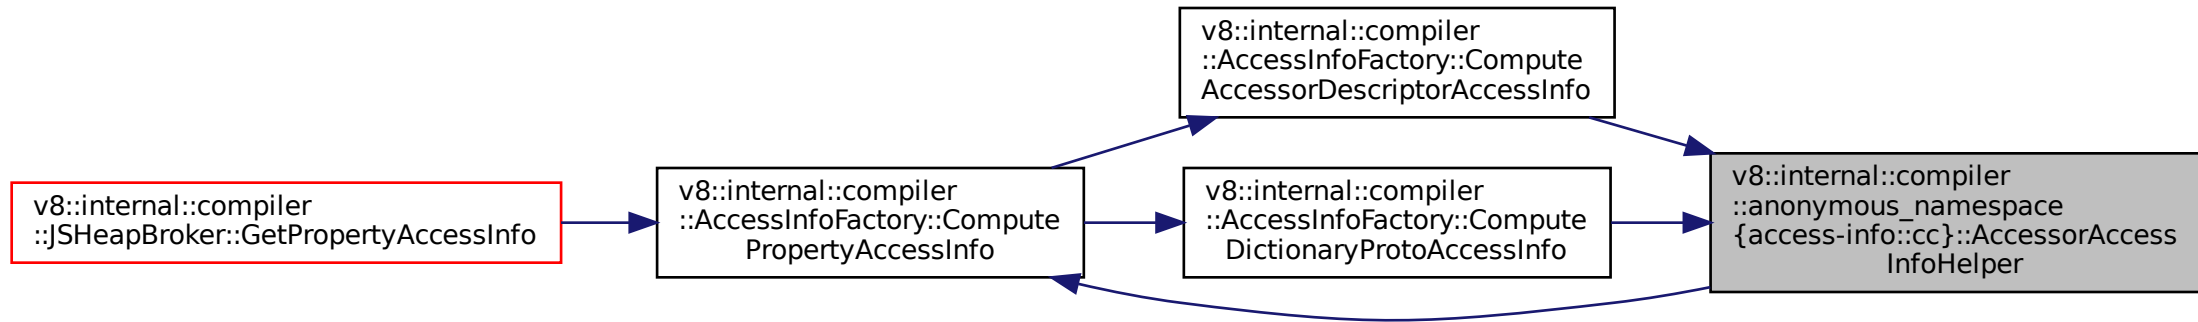 v8::internal::compiler
::AccessInfoFactory::Compute
AccessorDescriptorAccessInfo
v8::internal::compiler
::JSHeapBroker::GetPropertyAccessInfo
v8::internal::compiler
::AccessInfoFactory::Compute
PropertyAccessInfo
v8::internal::compiler
::AccessInfoFactory::Compute
DictionaryProtoAccessInfo
v8::internal::compiler
::anonymous_namespace
{access-info::cc}::AccessorAccess
InfoHelper